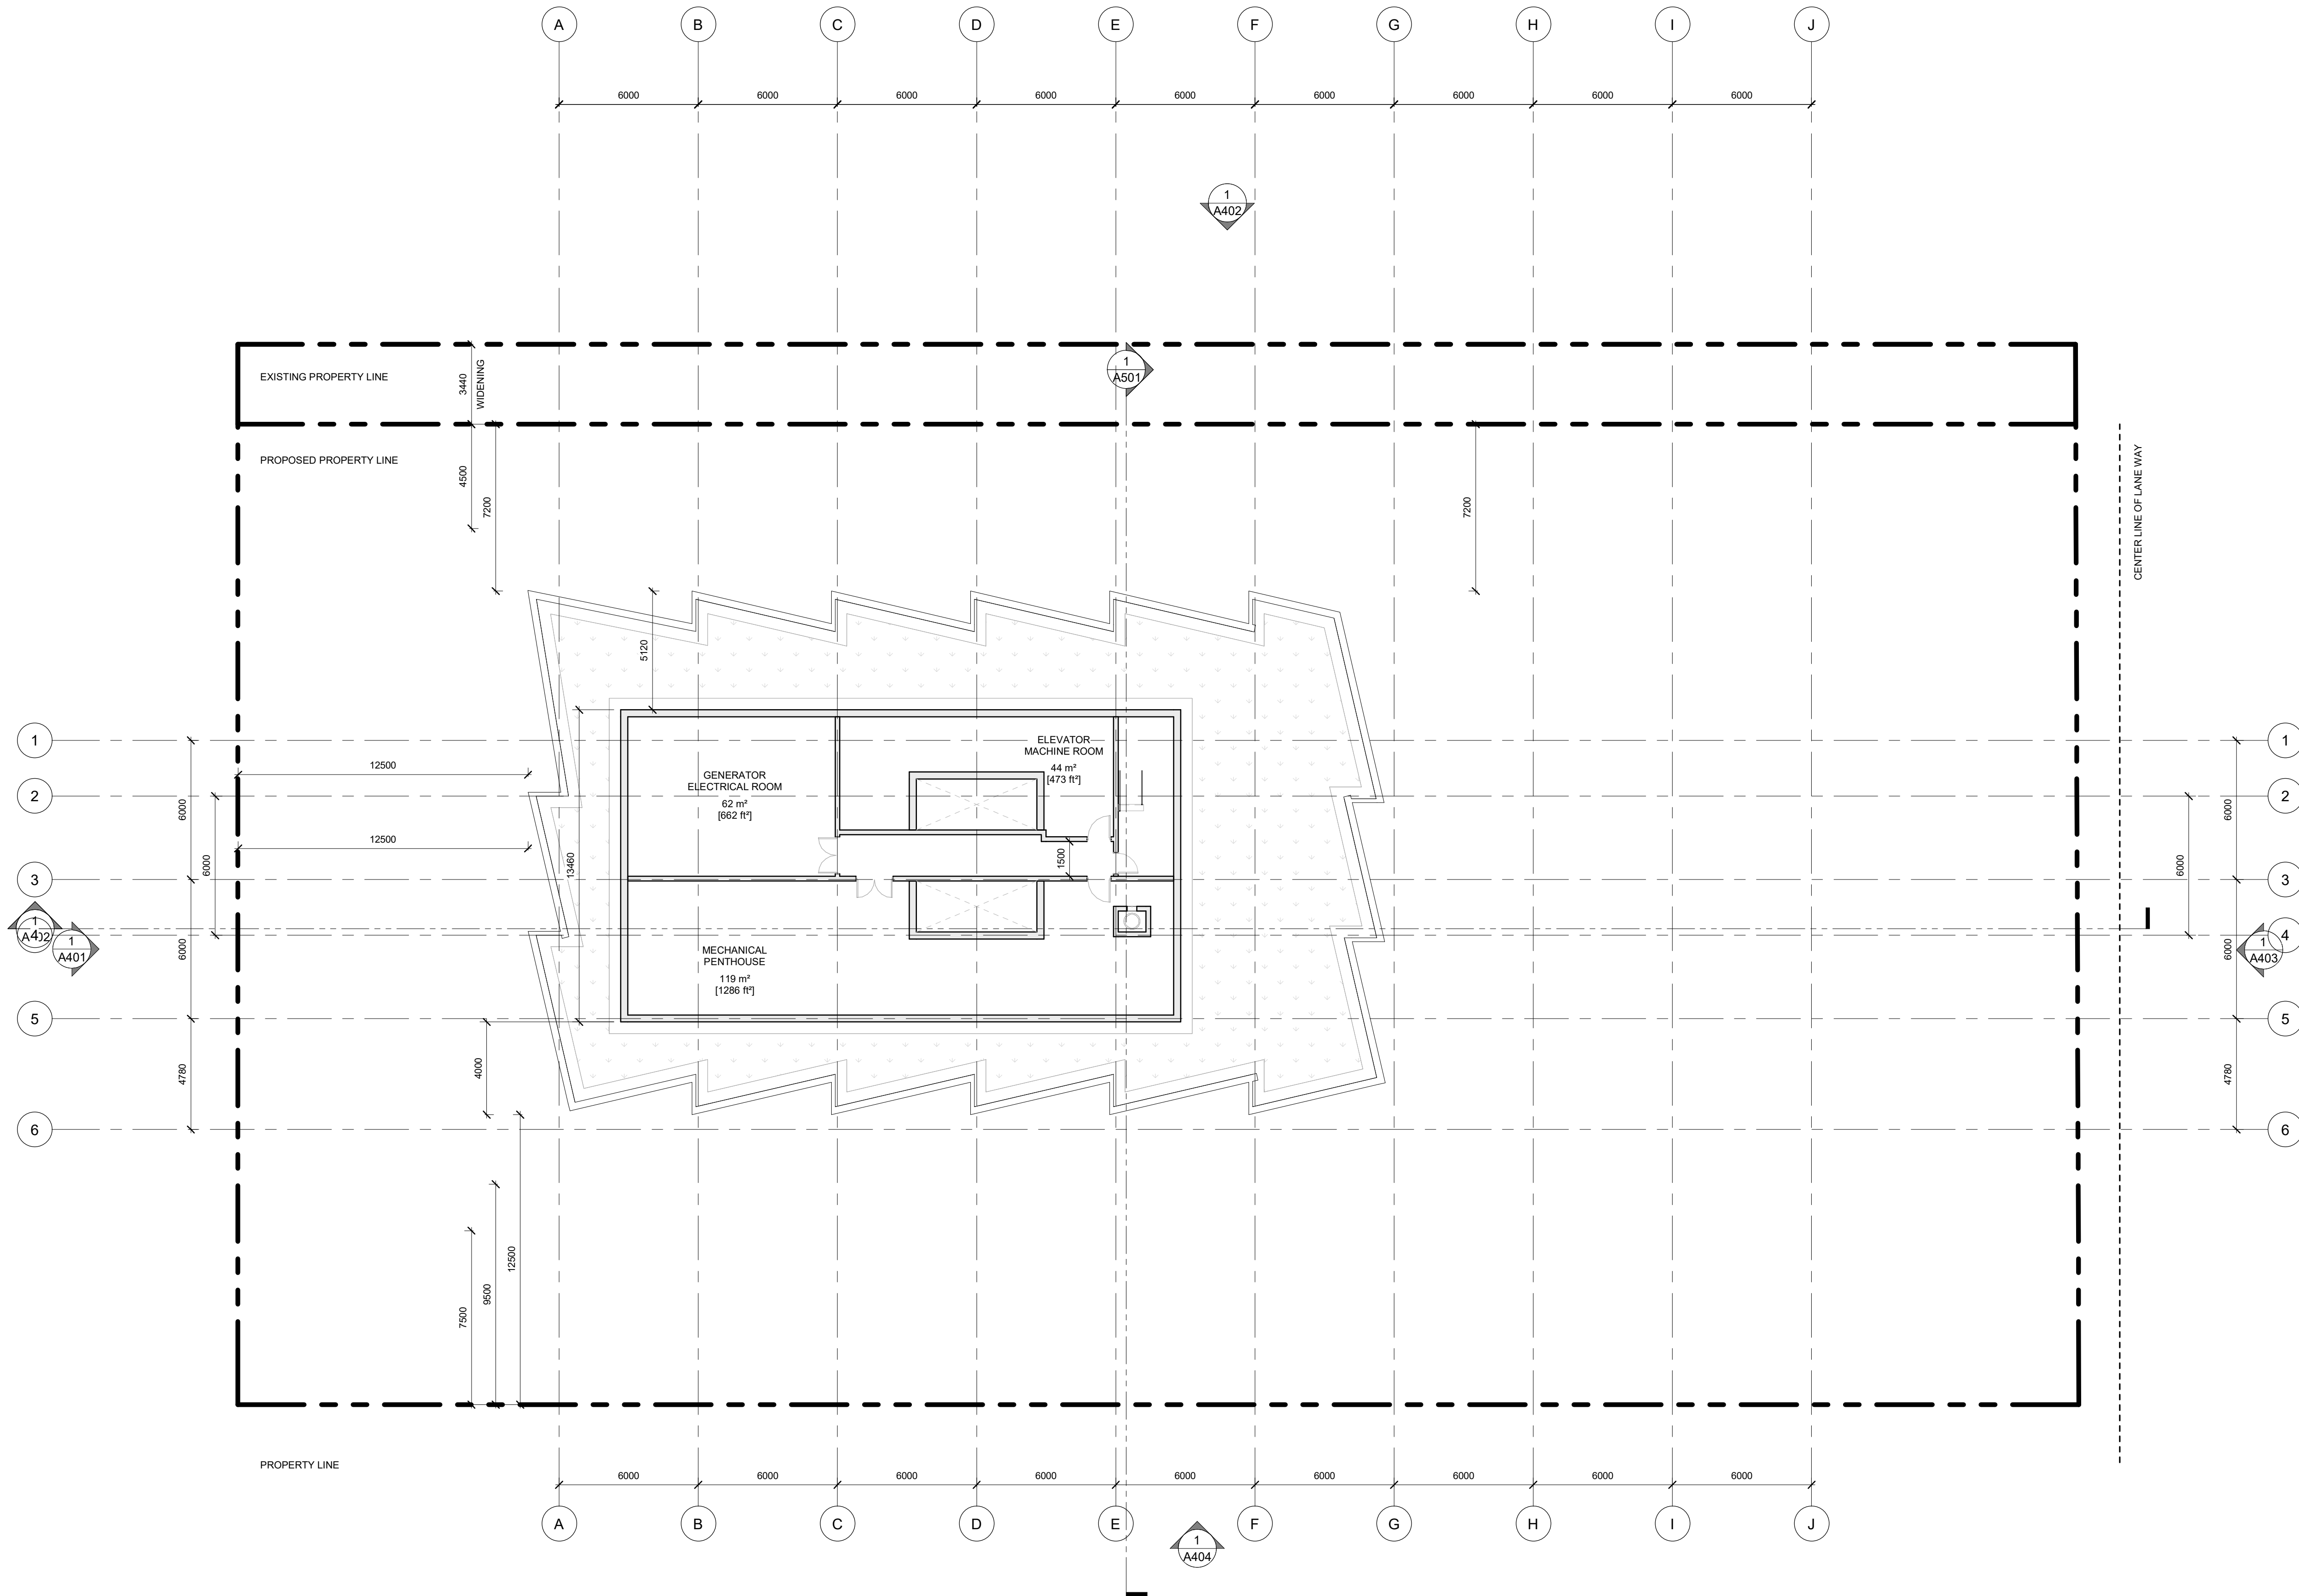 A B C D E F G H I J
6000 6000 6000 6000 6000 6000 6000 6000 6000
1
A402
EXISTING PROPERTY LINE
3440
WIDENING
1
A501
PROPOSED PROPERTY LINE
4500
7200
7200
CENTER LINE OF LANE WAY
5120
1
1
ELEVATOR
MACHINE ROOM
44 m²
[473 ft²]
12500
GENERATOR
ELECTRICAL ROOM
62 m²
[662 ft²]
2
2
6000
6000
12500
6000
13460
1500
6000
3
3
1
A402
4
1
A401
6000
MECHANICAL
PENTHOUSE
119 m²
[1286 ft²]
6000
4
1
A403
5
5
4000
4780
4780
6
6
12500
9500
7500
PROPERTY LINE
6000 6000 6000 6000 6000 6000 6000 6000 6000
A B C D E F G H I J
1
A404